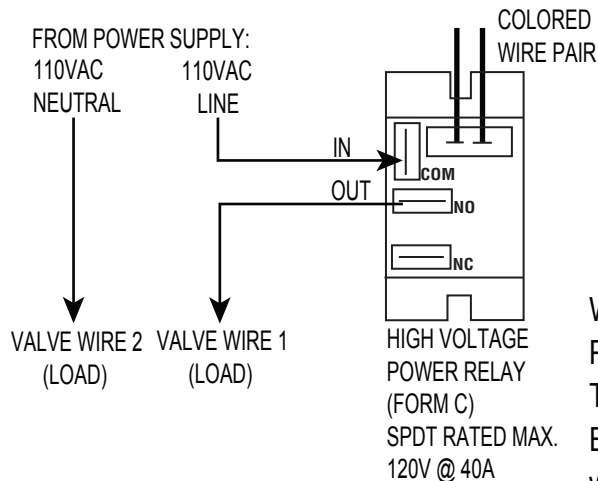 COLORED
WIRE PAIR
FROM POWER SUPPLY:
110VAC 110VAC
NEUTRAL LINE
IN
COM
OUT
NO
NC
VALVE WIRE 2 VALVE WIRE 1
(LOAD) (LOAD)
HIGH VOLTAGE
POWER RELAY
(FORM C)
SPDT RATED MAX.
120V @ 40A